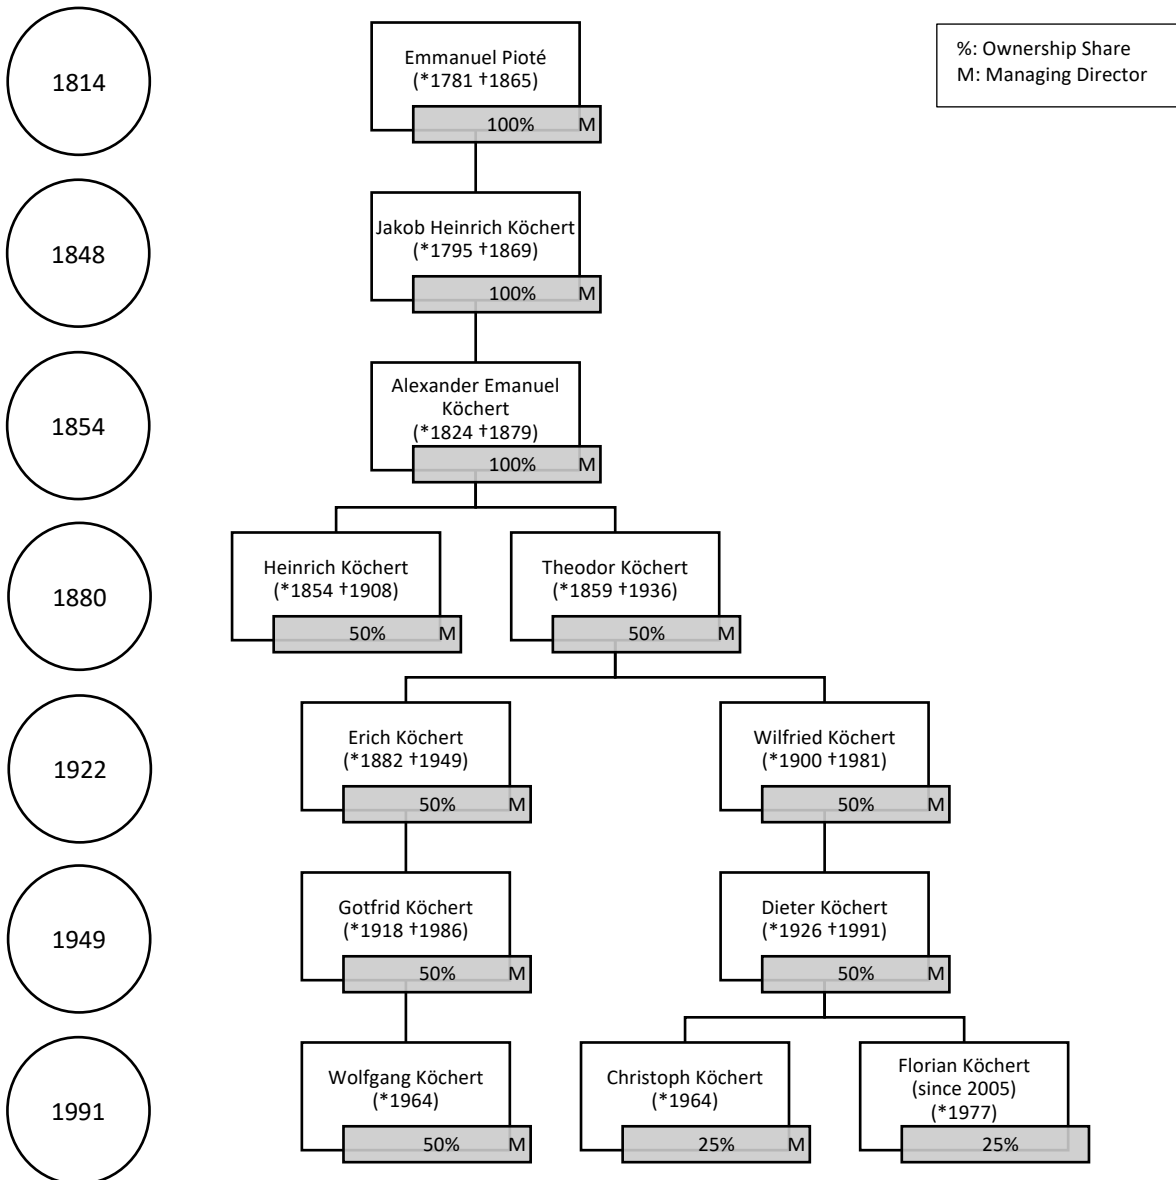 1814
Emmanuel Pioté
(*1781 †1865)
100% M
%: Ownership Share
M: Managing Director
1848
Jakob Heinrich Köchert
(*1795 †1869)
100% M
1854
Alexander Emanuel
Köchert
(*1824 †1879)
100% M
1880
Heinrich Köchert
(*1854 †1908)
50% M
Theodor Köchert
(*1859 †1936)
50% M
1922
Erich Köchert
(*1882 †1949)
50% M
Wilfried Köchert
(*1900 †1981)
50% M
1949
Gotfrid Köchert
(*1918 †1986)
50% M
Dieter Köchert
(*1926 †1991)
50% M
1991
Wolfgang Köchert
(*1964)
50% M
Christoph Köchert
(*1964)
25% M
Florian Köchert
(since 2005)
(*1977)
25%